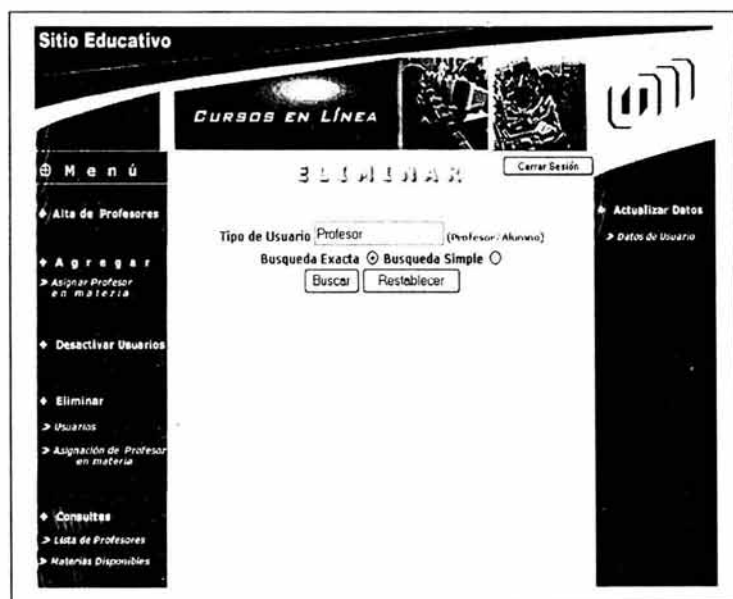 Sitio Educativo
CURSOS EN LÍNEA
Menú
Alta de Profesores
Agregar
> Asignar Profesor
en materia
Desactivar Usuarios
Eliminar
> Usuarios
> Asignación de Profesor
en materia
Consultas
> Lista de Profesores
> Materias Disponibles
ELIMINAR
Cerrar Sesión
Tipo de Usuario Profesor (Profesor/Alumno)
Busqueda Exacta Busqueda Simple
Buscar Restablecer
Actualizar Datos
> Datos de Usuario